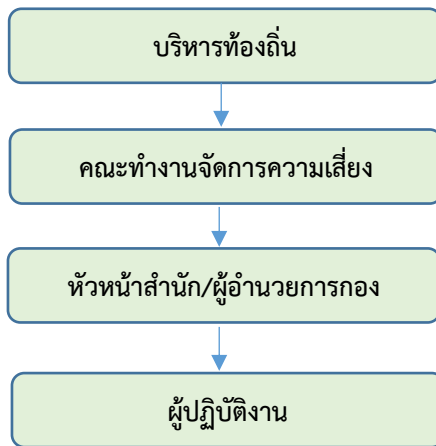 บริหารท้องถิ่น
คณะทำงานจัดการความเสี่ยง
หัวหน้าสำนัก/ผู้อำนวยการกอง
ผู้ปฏิบัติงาน